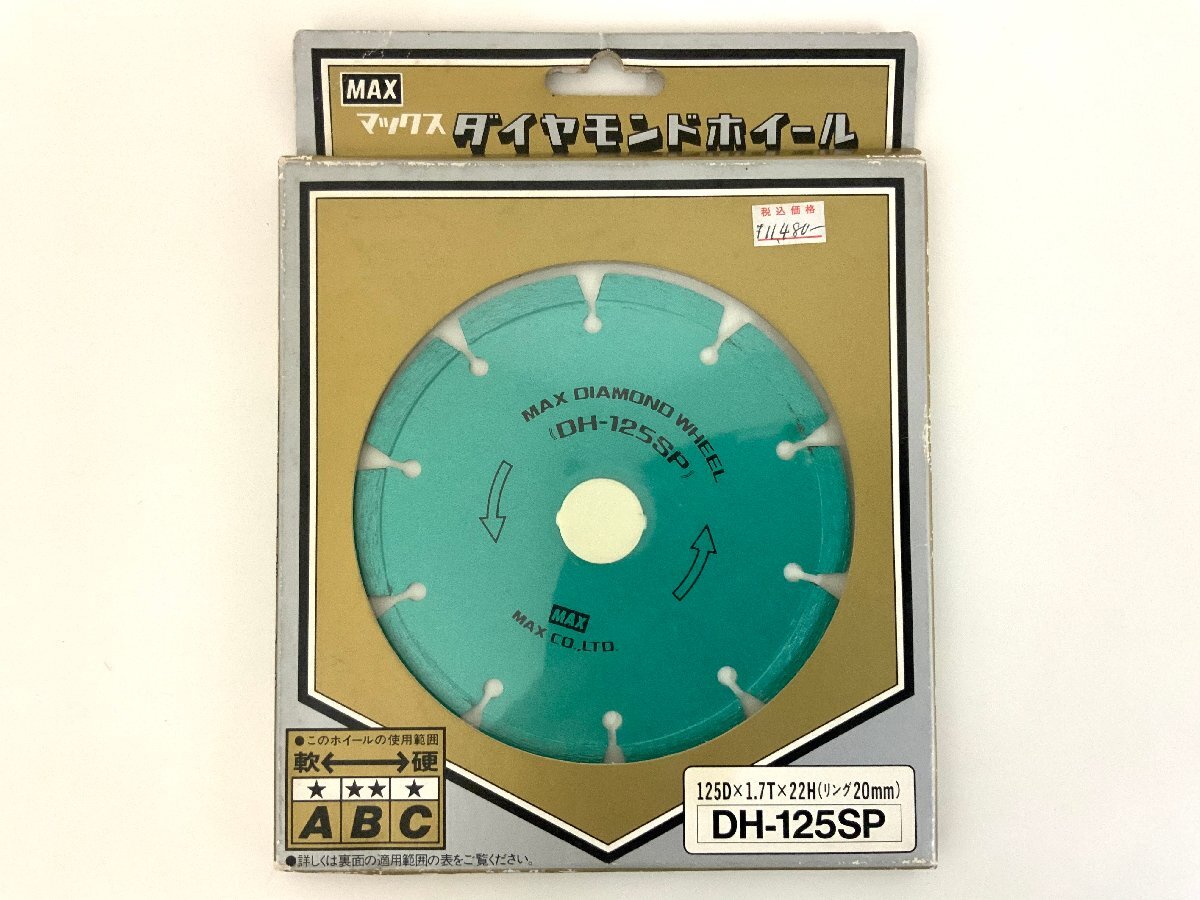 MAX
マックス ダイヤモンドホイール
税込価格
¥11,480-
MAX DIAMOND WHEEL
(DH-125SP)
MAX
MAX CO.,LTD.
●このホイールの使用範囲
軟←→硬
★ ★★ ★
A B C
●詳しくは裏面の適用範囲の表をご覧ください。
125D×1.7T×22H(リング20mm)
DH-125SP